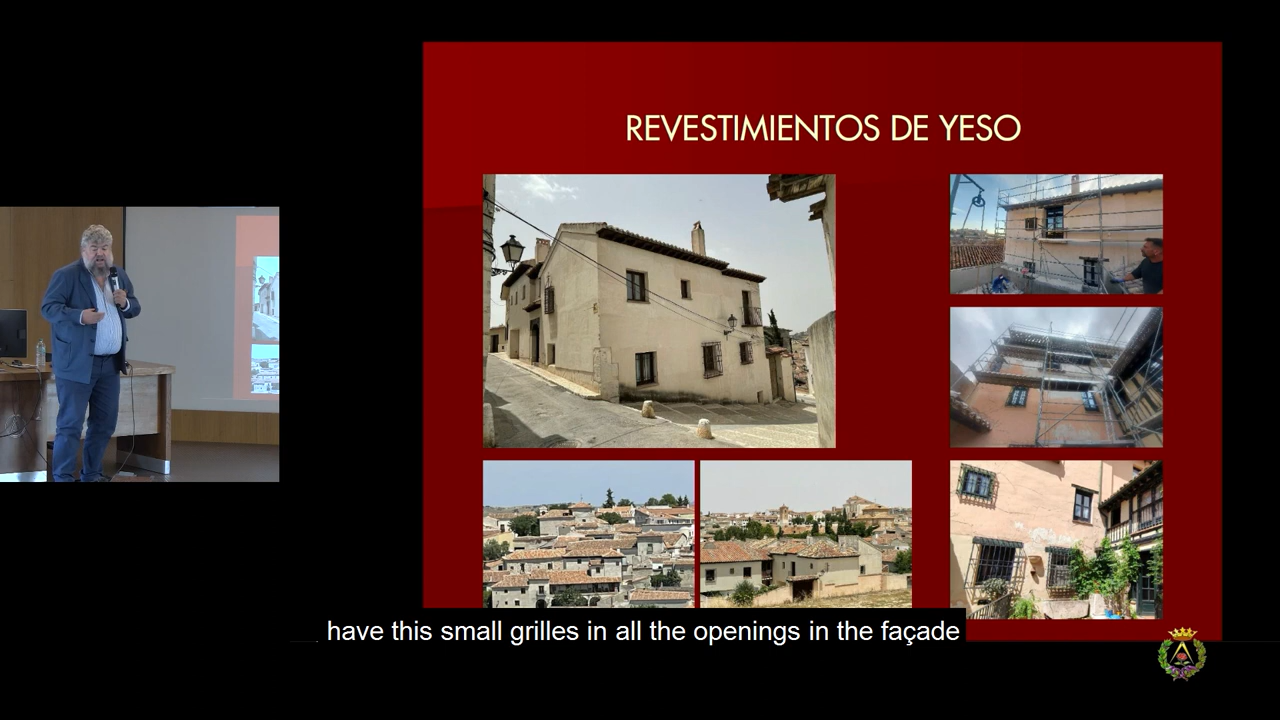 REVESTIMIENTOS DE YESO
have this small grilles in all the openings in the façade